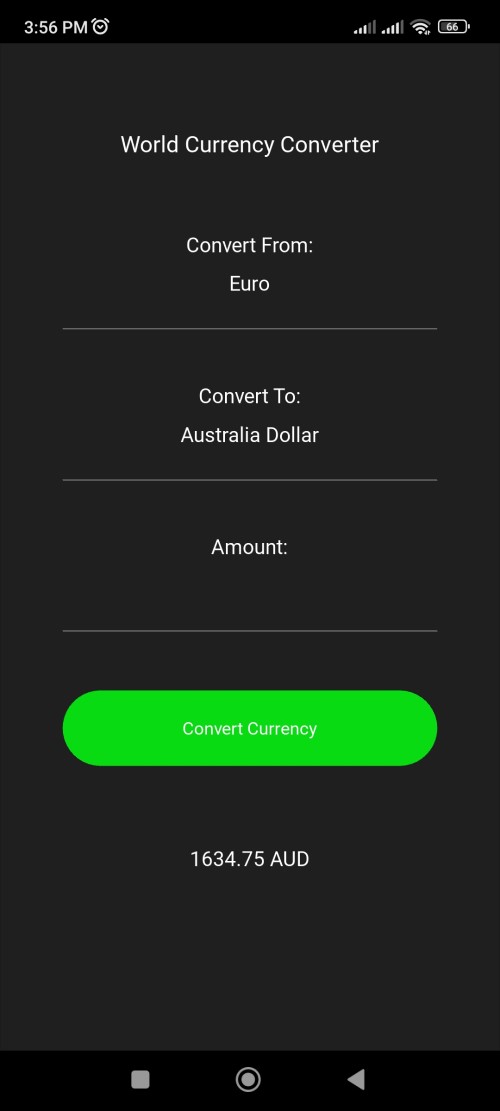 3:56 PM
66
World Currency Converter
Convert From:
Euro
Convert To:
Australia Dollar
Amount:
Convert Currency
1634.75 AUD